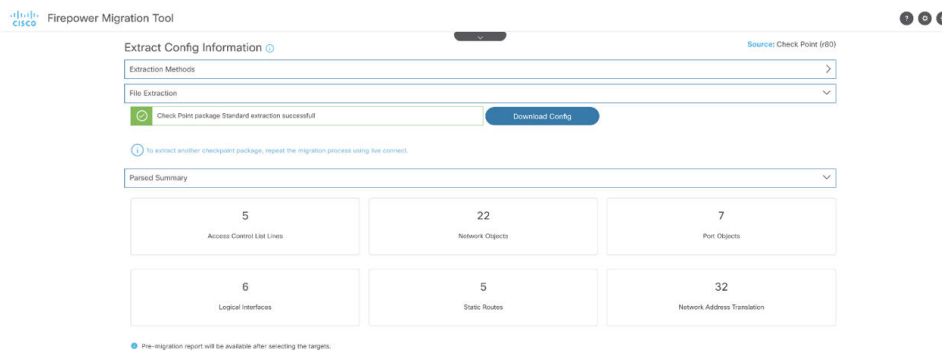 CISCO Firepower Migration Tool
Extract Config Information
Source: Check Point (r80)
Extraction Methods
File Extraction
Check Point package Standard extraction successfull
Download Config
To extract another checkpoint package, repeat the migration process using live connect.
Parsed Summary
5
Access Control List Lines
22
Network Objects
7
Port Objects
6
Logical Interfaces
5
Static Routes
32
Network Address Translation
Pre-migration report will be available after selecting the targets.